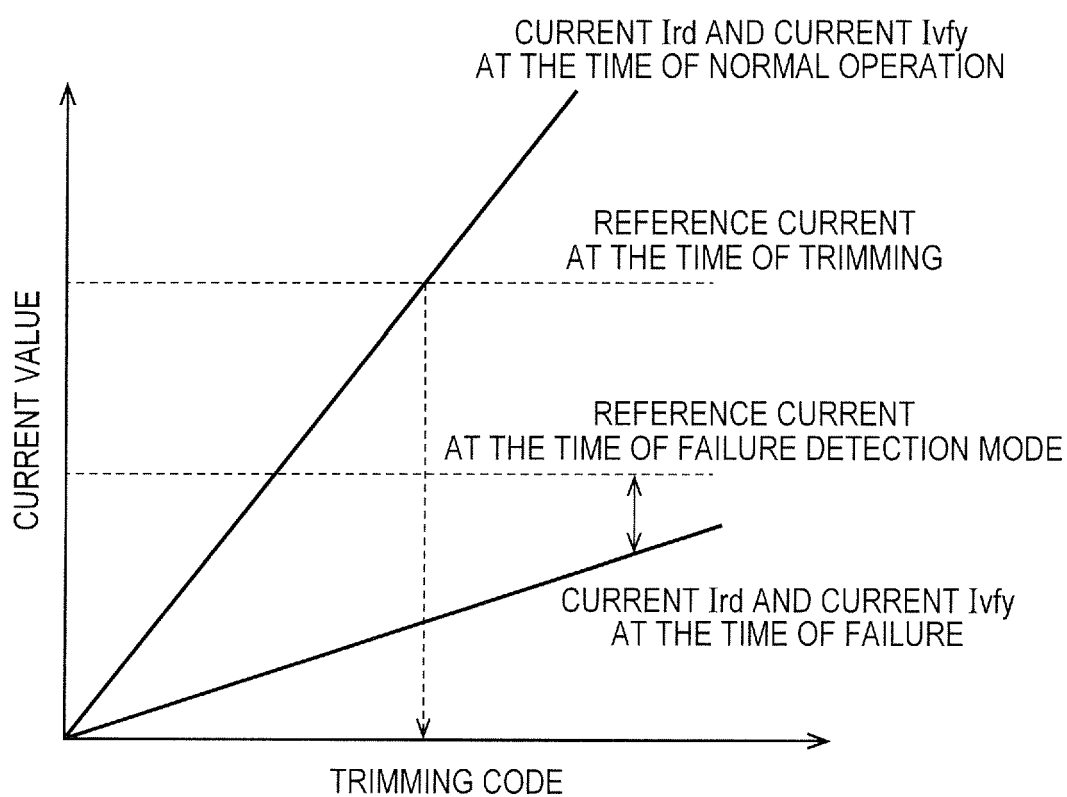 CURRENT Ird AND CURRENT Ivfy
AT THE TIME OF NORMAL OPERATION
REFERENCE CURRENT
AT THE TIME OF TRIMMING
CURRENT VALUE
REFERENCE CURRENT
AT THE TIME OF FAILURE DETECTION MODE
CURRENT Ird AND CURRENT Ivfy
AT THE TIME OF FAILURE
TRIMMING CODE